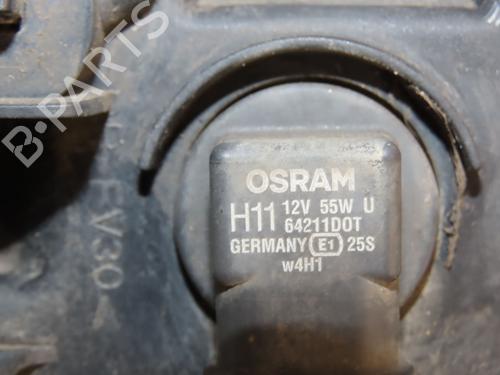 B-PARTS
OSRAM
H11 12V 55W U
64211DOT
GERMANY E1 25S
w4H1